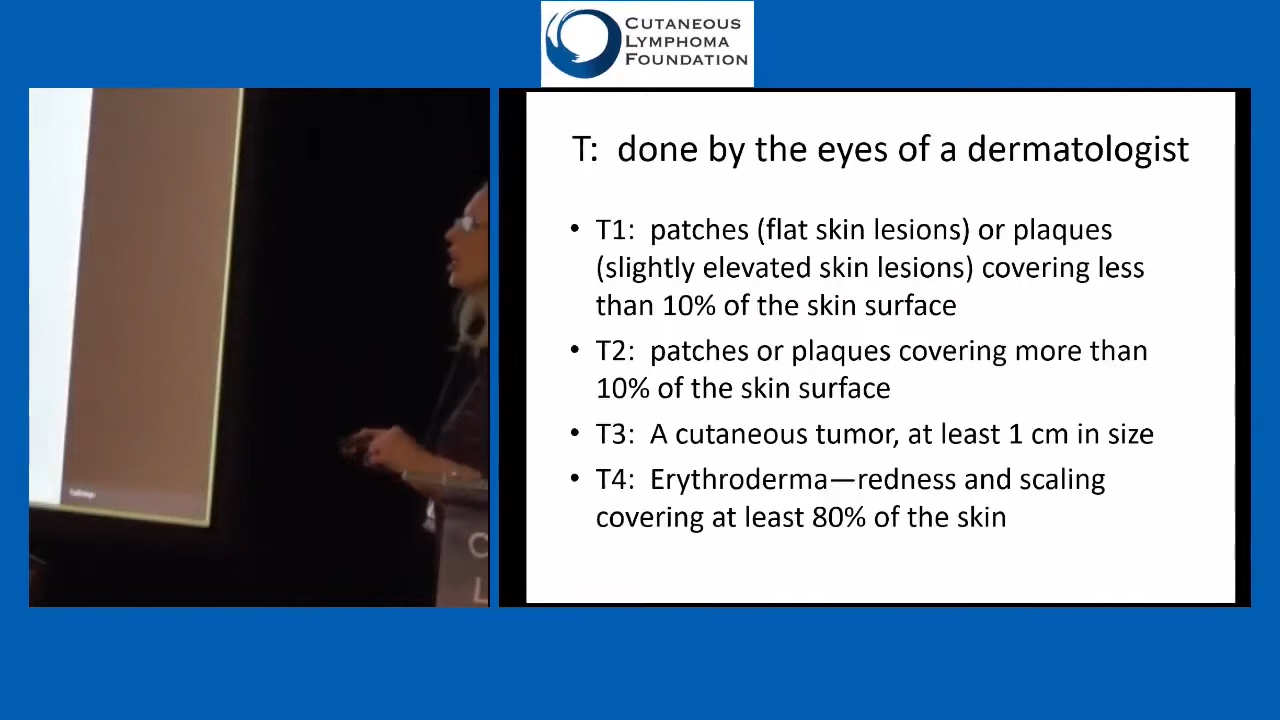 CUTANEOUS
LYMPHOMA
FOUNDATION
T: done by the eyes of a dermatologist
• T1: patches (flat skin lesions) or plaques
(slightly elevated skin lesions) covering less
than 10% of the skin surface
• T2: patches or plaques covering more than
10% of the skin surface
• T3: A cutaneous tumor, at least 1 cm in size
• T4: Erythroderma—redness and scaling
covering at least 80% of the skin
C
L